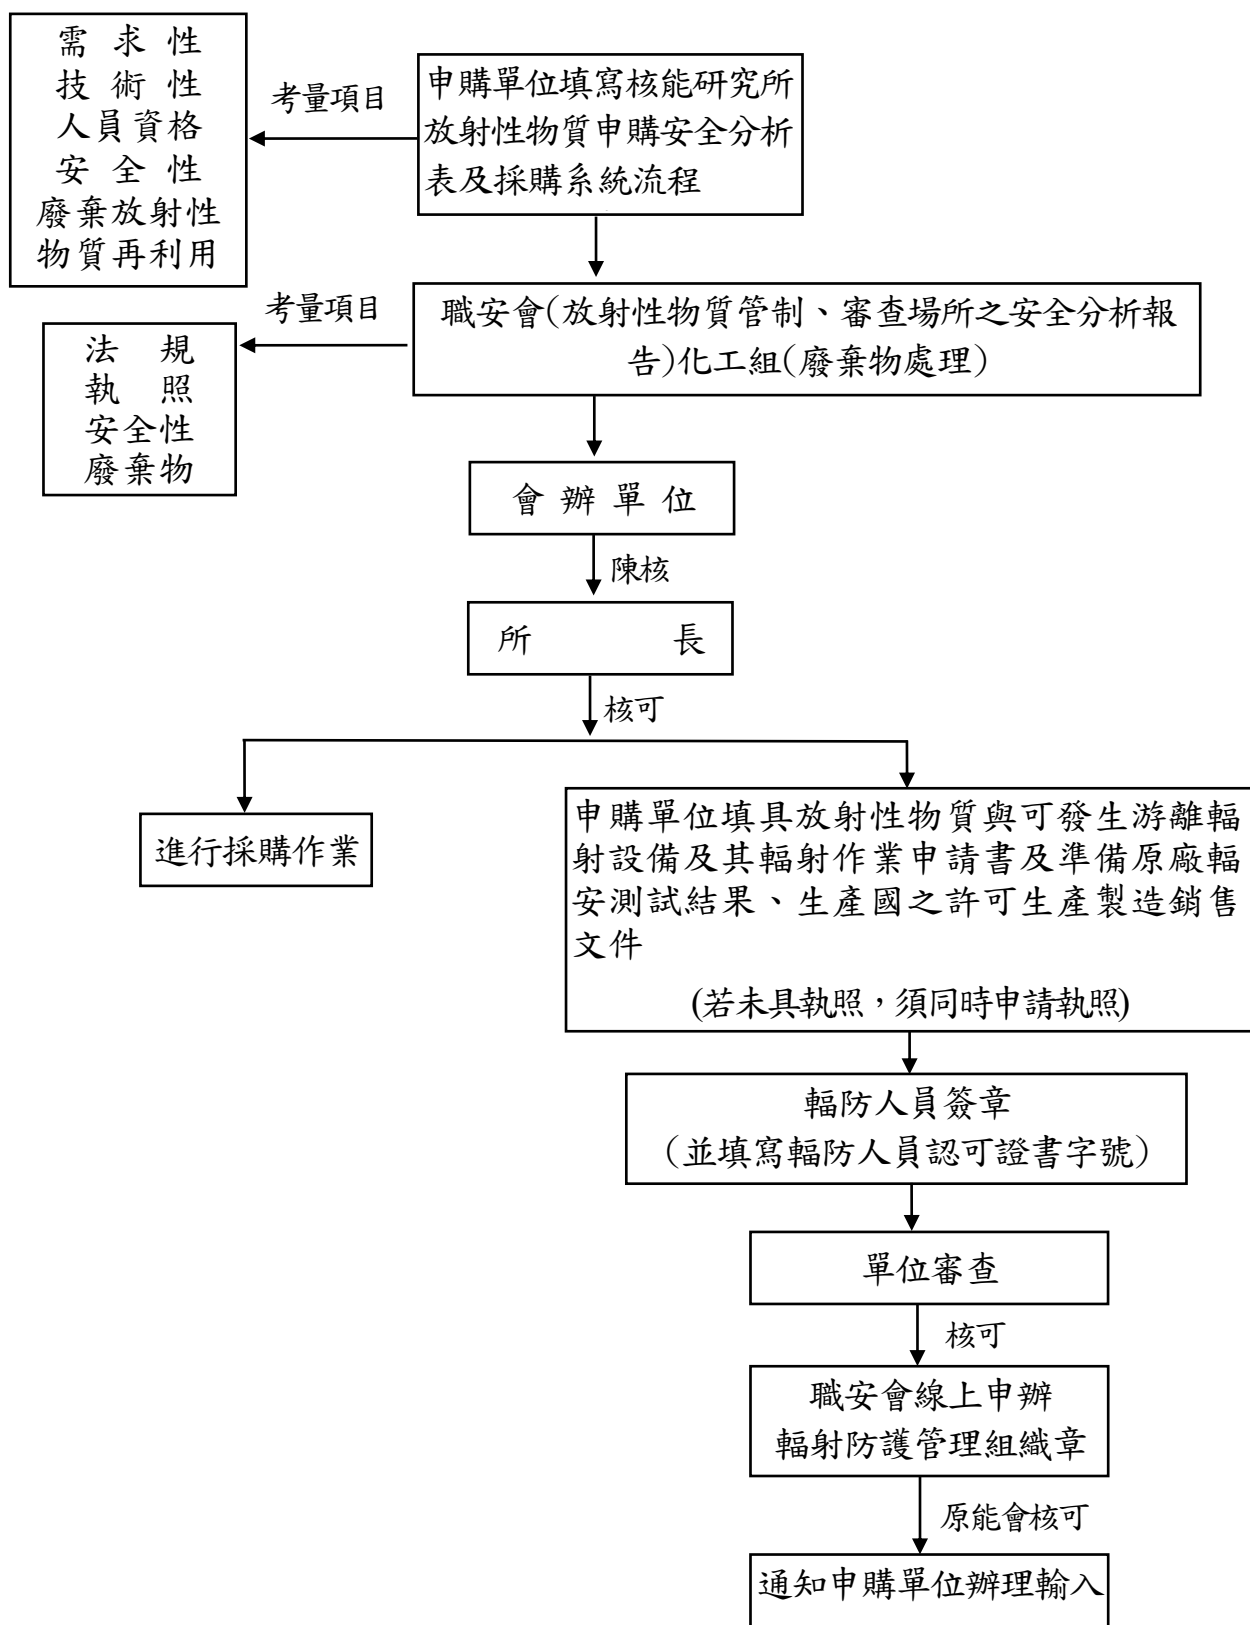 需求性
技術性
人員資格
安全性
廢棄放射性
物質再利用
考量項目
申購單位填寫核能研究所
放射性物質申購安全分析
表及採購系統流程
考量項目
法規
執照
安全性
廢棄物
職安會(放射性物質管制、審查場所之安全分析報
告)化工組(廢棄物處理)
會辦單位
陳核
所長
核可
進行採購作業
申購單位填具放射性物質與可發生游離輻
射設備及其輻射作業申請書及準備原廠輻
安測試結果、生產國之許可生產製造銷售
文件
(若未具執照，須同時申請執照)
輻防人員簽章
(並填寫輻防人員認可證書字號)
單位審查
核可
職安會線上申辦
輻射防護管理組織章
原能會核可
通知申購單位辦理輸入